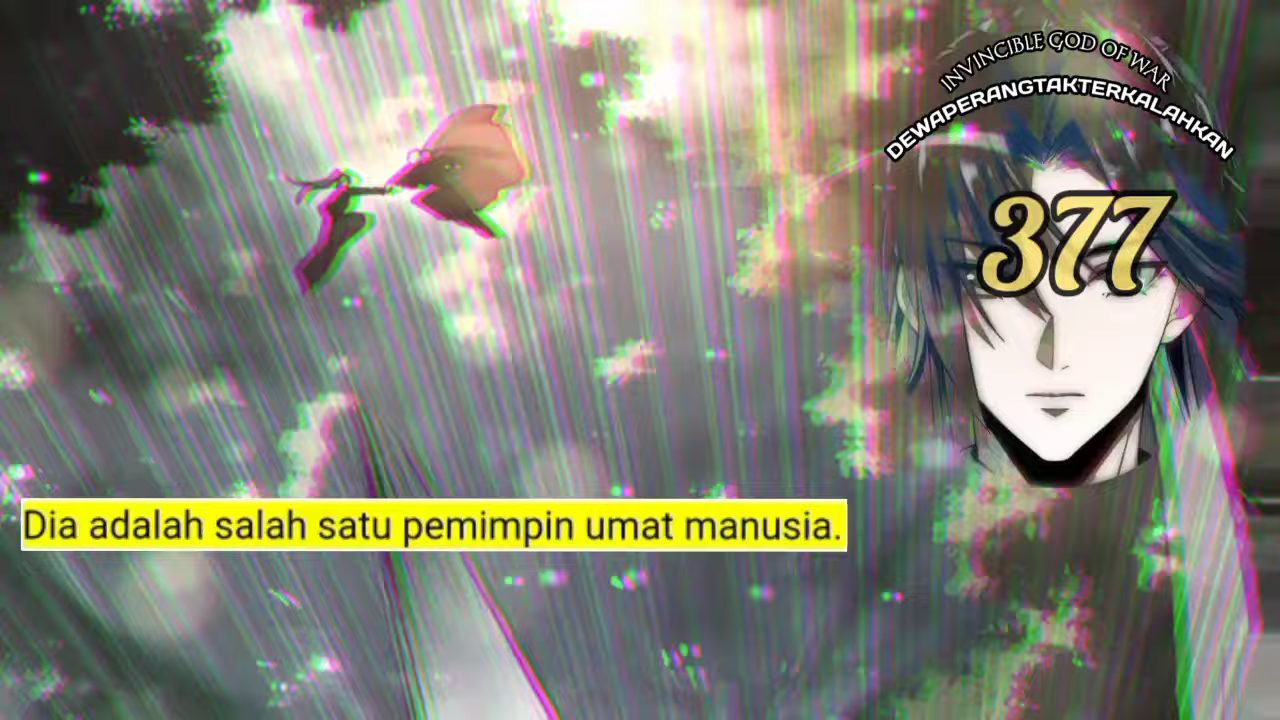 INVINCIBLE GOD OF WAR
DEWAPERANGTAKTERKALAHKAN
377
Dia adalah salah satu pemimpin umat manusia.